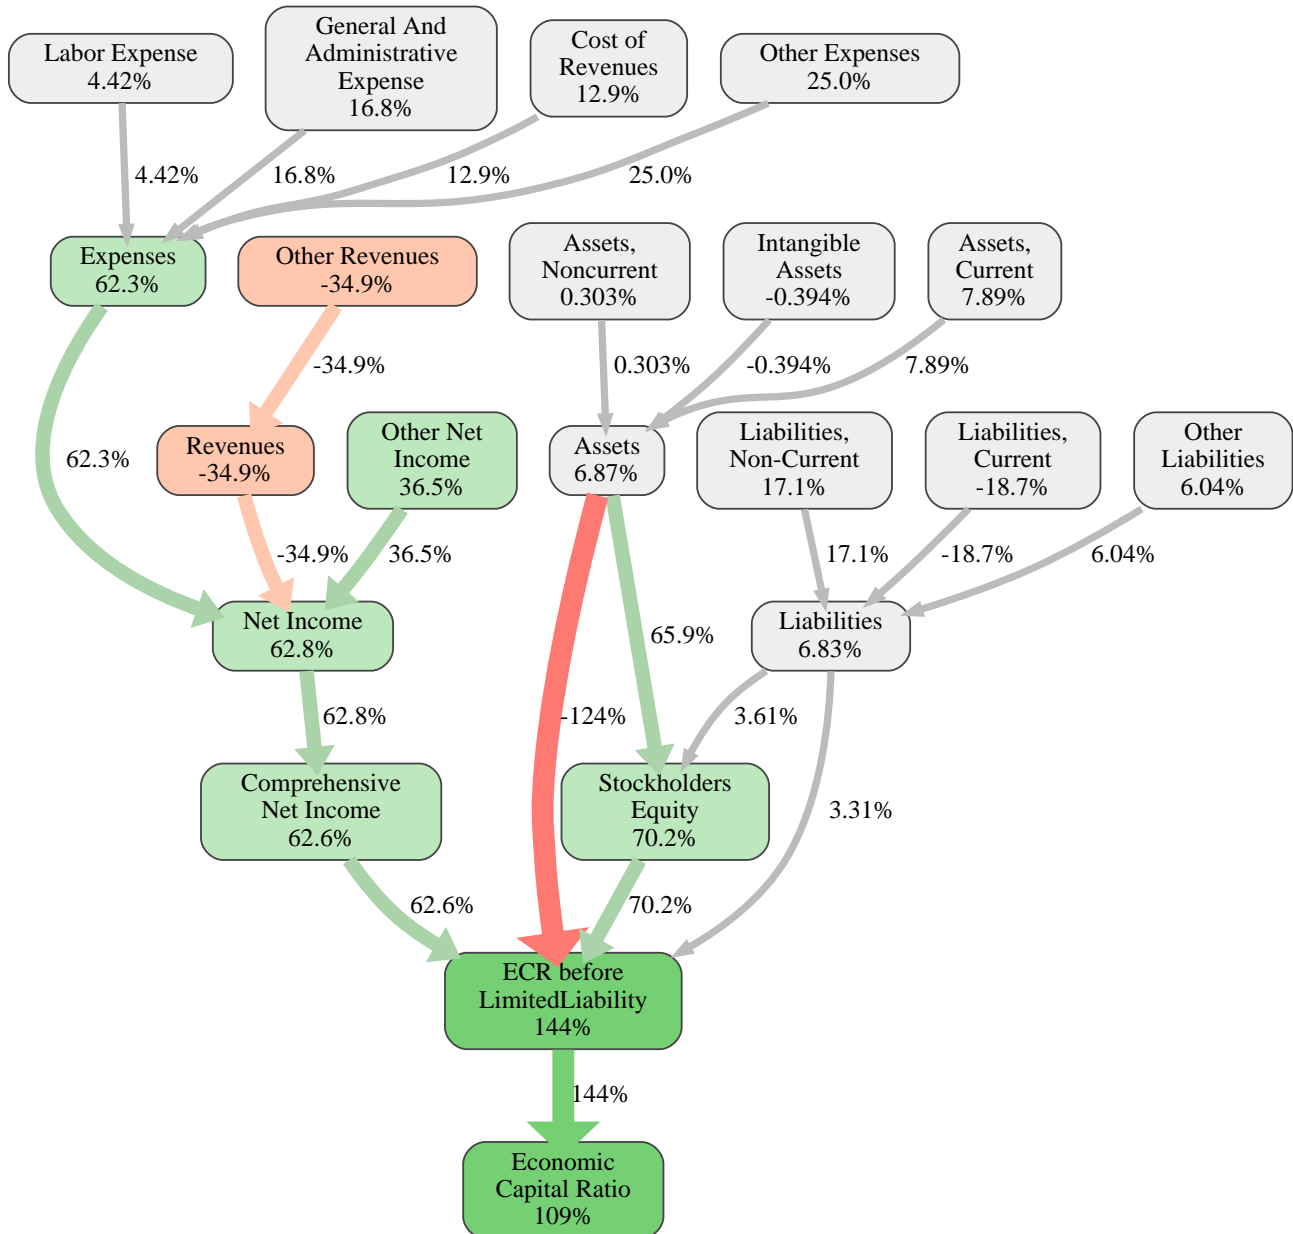 Labor Expense
4.42%
General And
Administrative
Expense
16.8%
Cost of
Revenues
12.9%
Other Expenses
25.0%
4.42%
16.8%
12.9%
25.0%
Expenses
62.3%
Other Revenues
-34.9%
Assets,
Noncurrent
0.303%
Intangible
Assets
-0.394%
Assets,
Current
7.89%
-34.9%
0.303%
-0.394%
7.89%
62.3%
Revenues
-34.9%
Other Net
Income
36.5%
Assets
6.87%
Liabilities,
Non-Current
17.1%
Liabilities,
Current
-18.7%
Other
Liabilities
6.04%
-34.9%
36.5%
17.1%
-18.7%
6.04%
Net Income
62.8%
65.9%
Liabilities
6.83%
62.8%
-124%
3.61%
Comprehensive
Net Income
62.6%
Stockholders
Equity
70.2%
3.31%
62.6%
70.2%
ECR before
LimitedLiability
144%
144%
Economic
Capital Ratio
109%